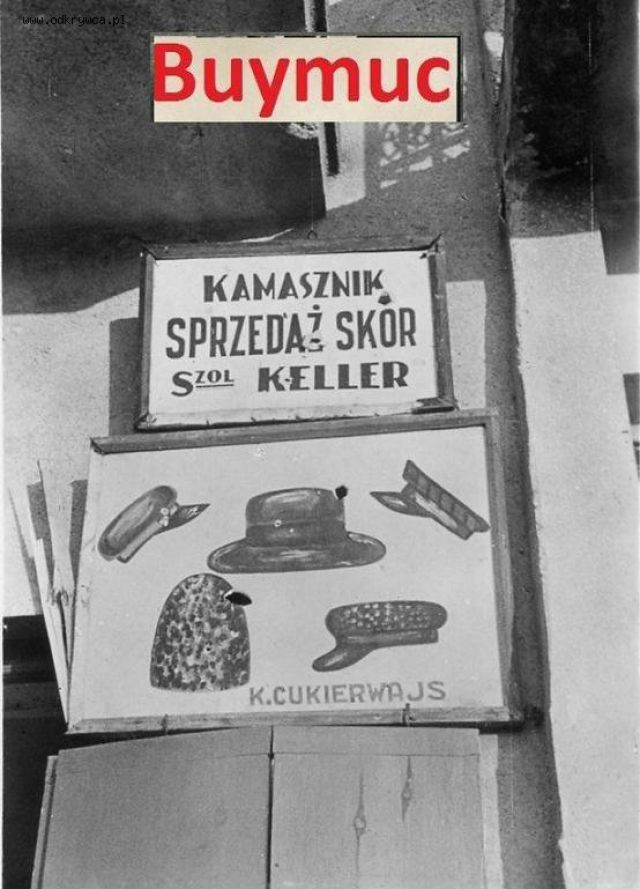 www.odkrywca.pl
Buymuc
KAMASZNIK
SPRZEDAŻ SKÓR
SZOL KELLER
K.CUKIERWAJS